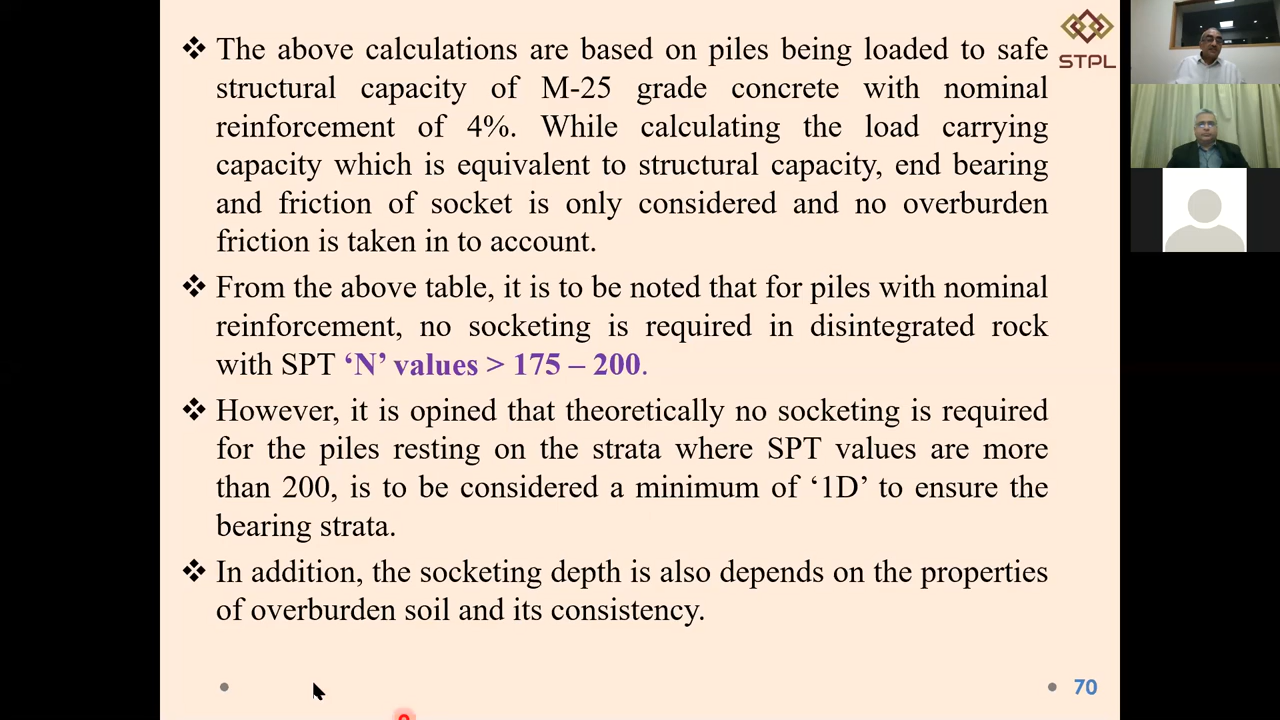 ❖ The above calculations are based on piles being loaded to safe
structural capacity of M-25 grade concrete with nominal
reinforcement of 4%. While calculating the load carrying
capacity which is equivalent to structural capacity, end bearing
and friction of socket is only considered and no overburden
friction is taken in to account.
❖ From the above table, it is to be noted that for piles with nominal
reinforcement, no socketing is required in disintegrated rock
with SPT ‘N’ values > 175 – 200.
❖ However, it is opined that theoretically no socketing is required
for the piles resting on the strata where SPT values are more
than 200, is to be considered a minimum of ‘1D’ to ensure the
bearing strata.
❖ In addition, the socketing depth is also depends on the properties
of overburden soil and its consistency.
STPL
• • 70